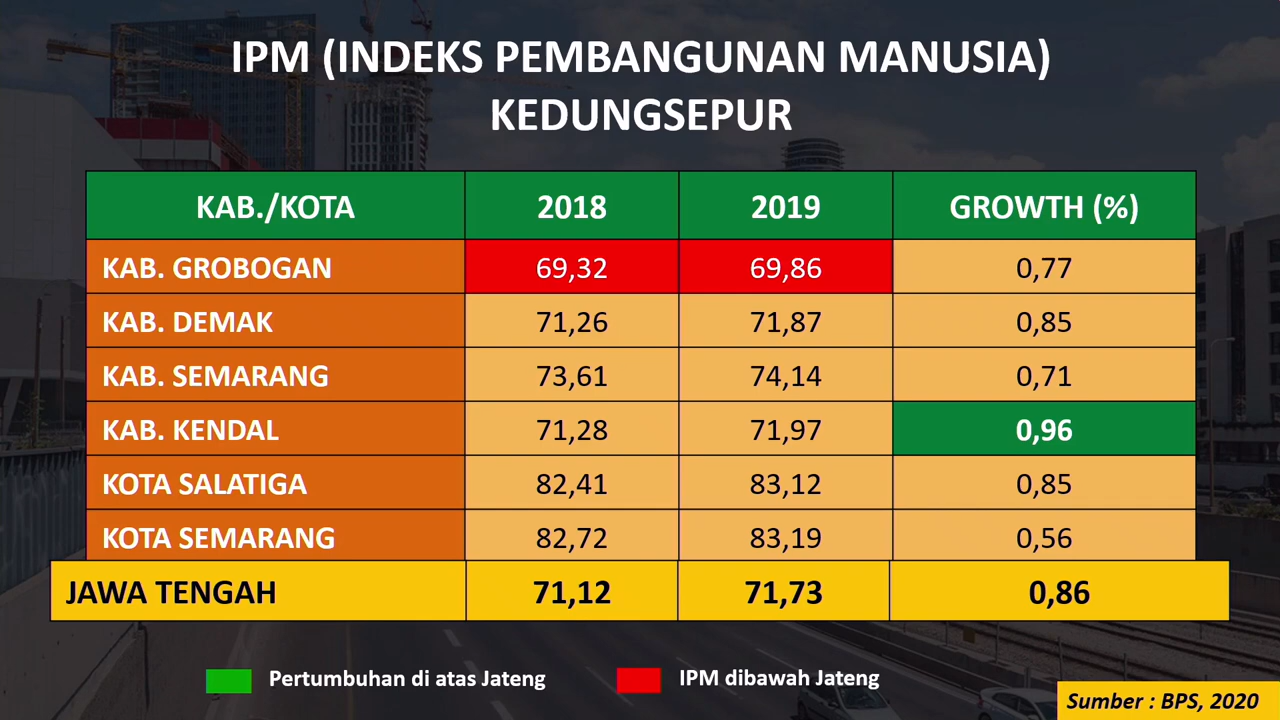 IPM (INDEKS PEMBANGUNAN MANUSIA)
KEDUNGSEPUR
KAB./KOTA 2018 2019 GROWTH (%)
KAB. GROBOGAN 69,32 69,86 0,77
KAB. DEMAK 71,26 71,87 0,85
KAB. SEMARANG 73,61 74,14 0,71
KAB. KENDAL 71,28 71,97 0,96
KOTA SALATIGA 82,41 83,12 0,85
KOTA SEMARANG 82,72 83,19 0,56
JAWA TENGAH 71,12 71,73 0,86
Pertumbuhan di atas Jateng IPM dibawah Jateng
Sumber : BPS, 2020